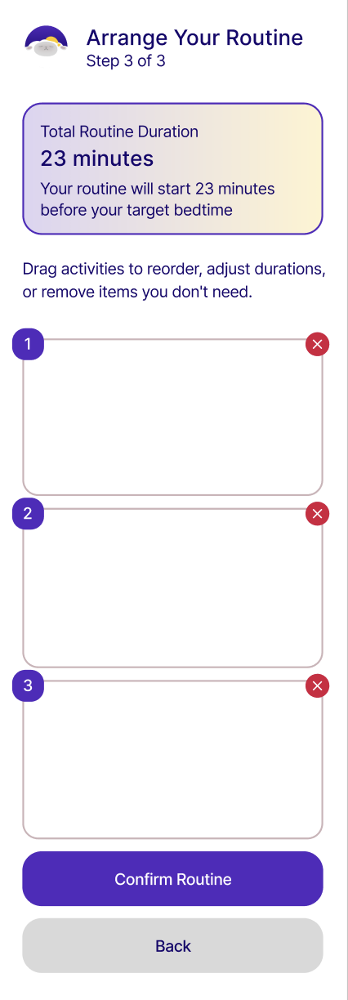 Arrange Your Routine
Step 3 of 3
Total Routine Duration
23 minutes
Your routine will start 23 minutes
before your target bedtime
Drag activities to reorder, adjust durations,
or remove items you don't need.
1
2
3
Confirm Routine
Back